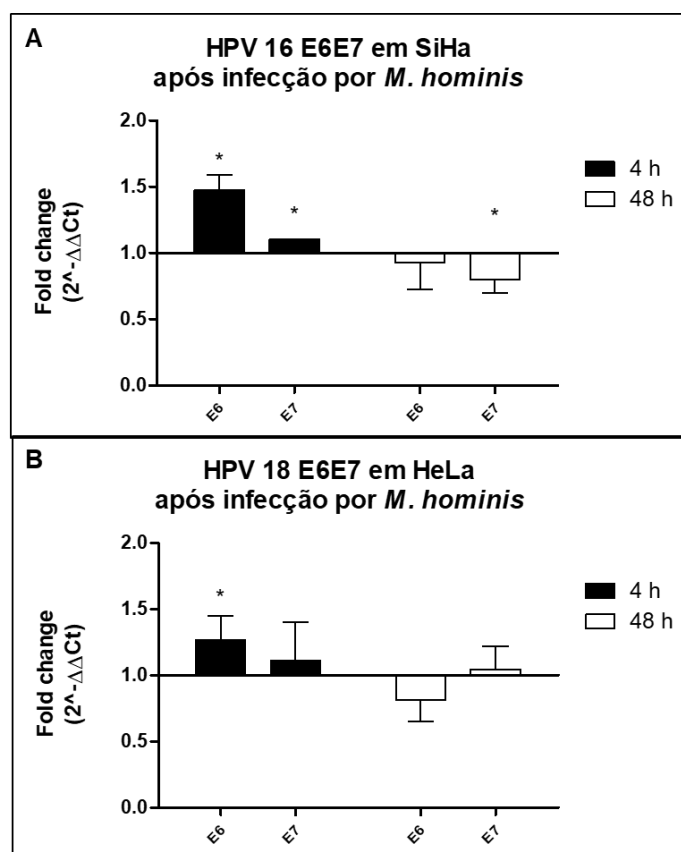 A
HPV 16 E6E7 em SiHa
após infecção por M. hominis
Fold change
(2^-ΔΔCt)
2.0
1.5
1.0
0.5
0.0
*
*
*
4 h
48 h
E6
E7
E6
E7
B
HPV 18 E6E7 em HeLa
após infecção por M. hominis
Fold change
(2^-ΔΔCt)
2.0
1.5
1.0
0.5
0.0
*
4 h
48 h
E6
E7
E6
E7